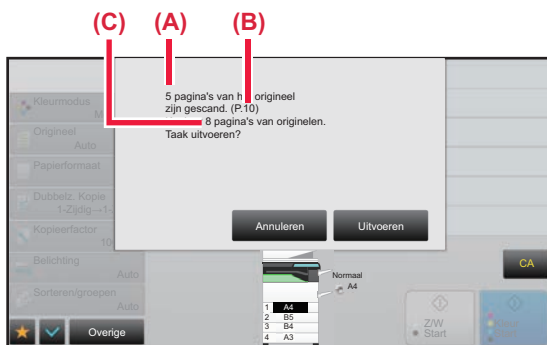 (C) (A) (B)
5 pagina's van h origineel
zijn gescand. (P.10)
8 pagina's van originelen.
Taak uitvoeren?
Annuleren Uitvoeren
Kleurmodus
Origineel
Auto
Papierformaat
Dubbelz. Kopie
1-Zijdig→1-
Kopieerfactor
100
Belichting
Auto
Sorteren/groepen
Auto
Overige
Normaal
A4
1 A4
2 B5
3 B4
4 A3
CA
Z/W
Start